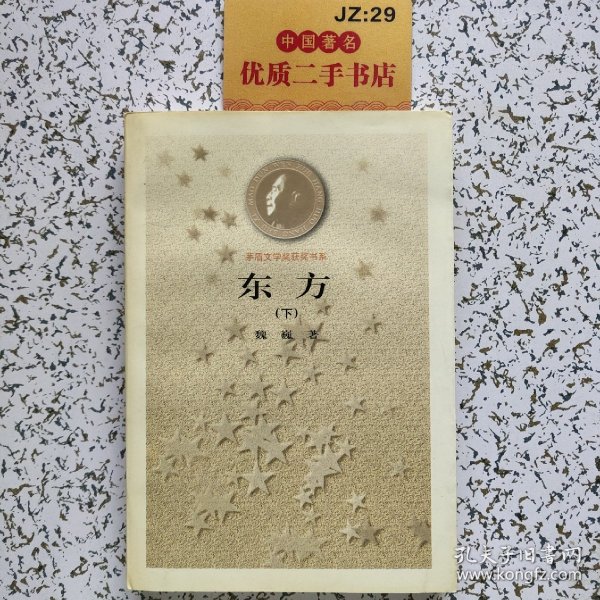 JZ:29
中国著名
优质二手书店
茅盾文学奖获奖书系
东方
(下)
魏巍 著
孔夫子旧书网
www.kongfz.com